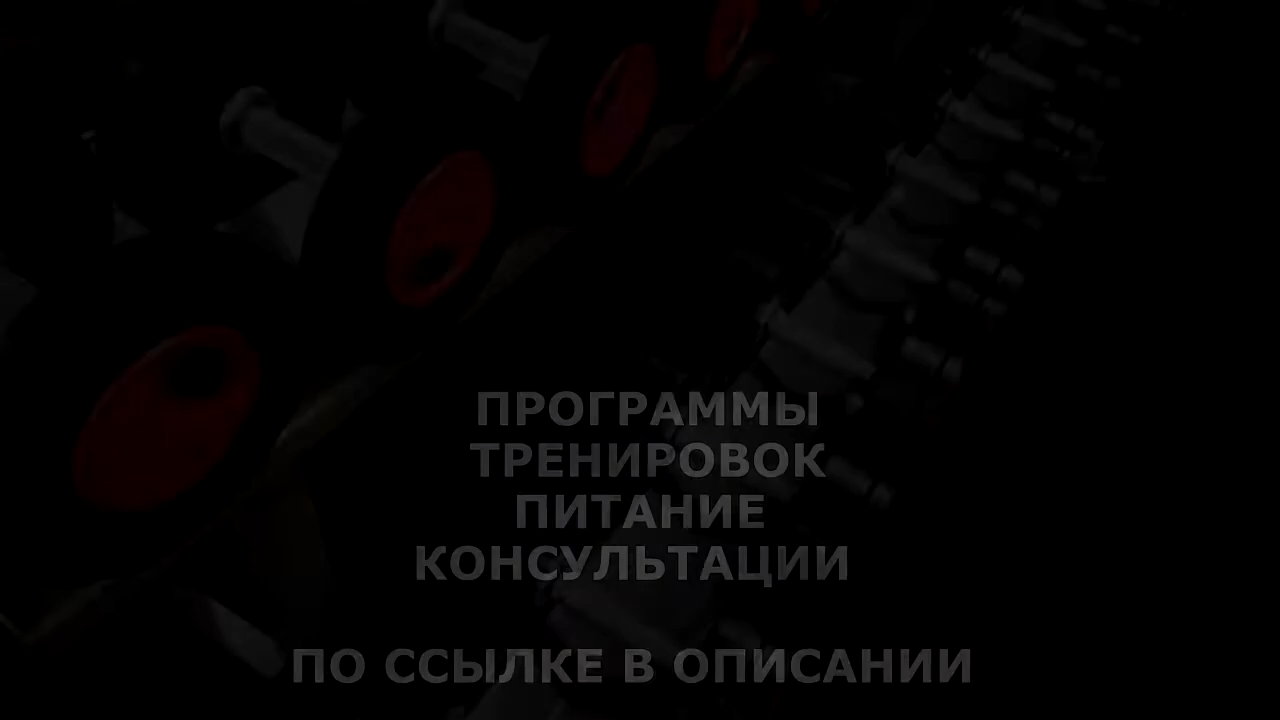 ПРОГРАММЫ
ТРЕНИРОВОК
ПИТАНИЕ
КОНСУЛЬТАЦИИ
ПО ССЫЛКЕ В ОПИСАНИИ